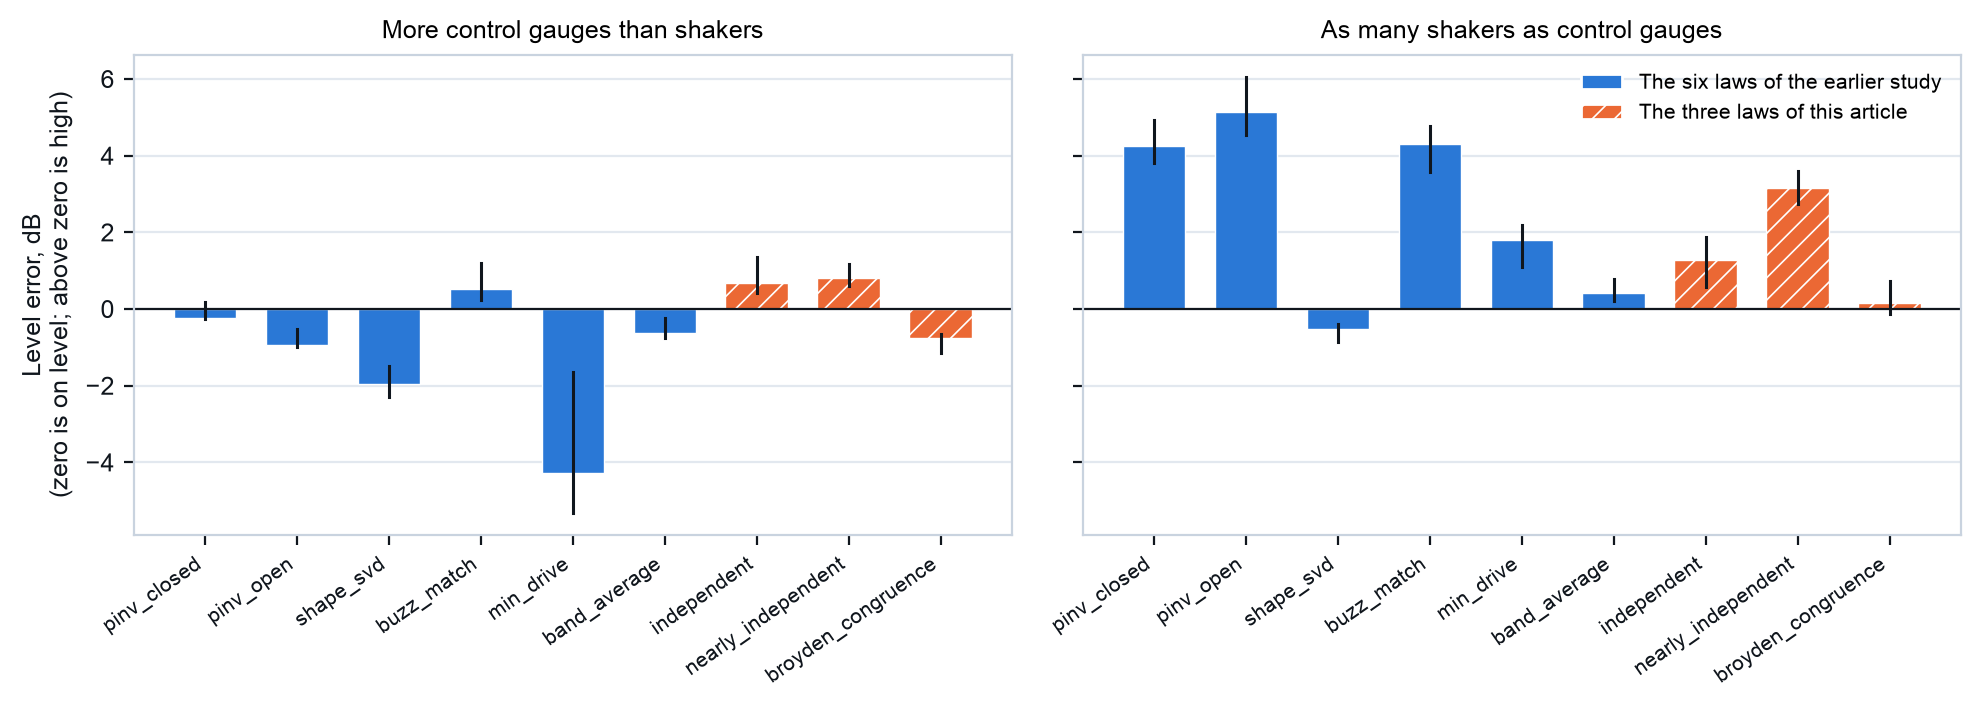 More control gauges than shakers
As many shakers as control gauges
Level error, dB
(zero is on level; above zero is high)
6
4
2
0
−2
−4
The six laws of the earlier study
The three laws of this article
pinv_closed
pinv_open
shape_svd
buzz_match
min_drive
band_average
independent
nearly_independent
broyden_congruence
pinv_closed
pinv_open
shape_svd
buzz_match
min_drive
band_average
independent
nearly_independent
broyden_congruence